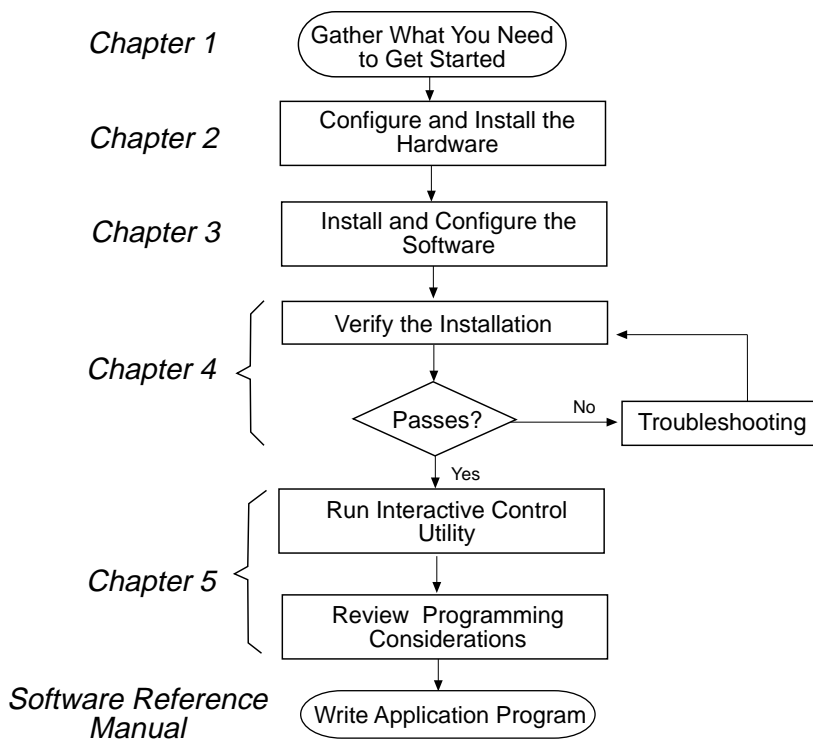 Chapter 1
Gather What You Need
to Get Started
Chapter 2
Configure and Install the
Hardware
Chapter 3
Install and Configure the
Software
Chapter 4
Verify the Installation
Passes?
No
Troubleshooting
Yes
Chapter 5
Run Interactive Control
Utility
Review Programming
Considerations
Software Reference
Manual
Write Application Program